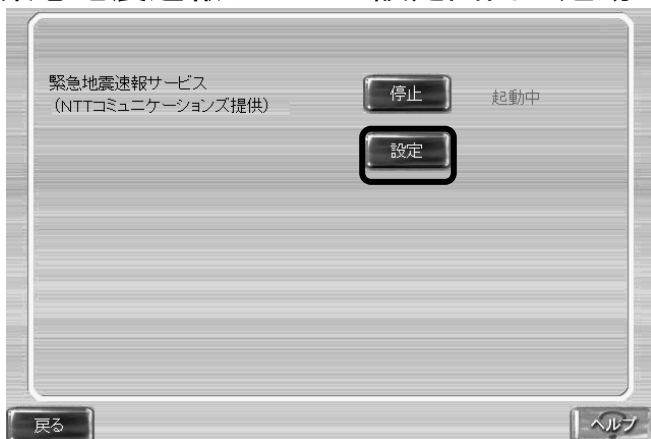 緊急地震速報サービス
停止
起動中
(NTTコミュニケーションズ提供)
設定
戻る
ヘルプ